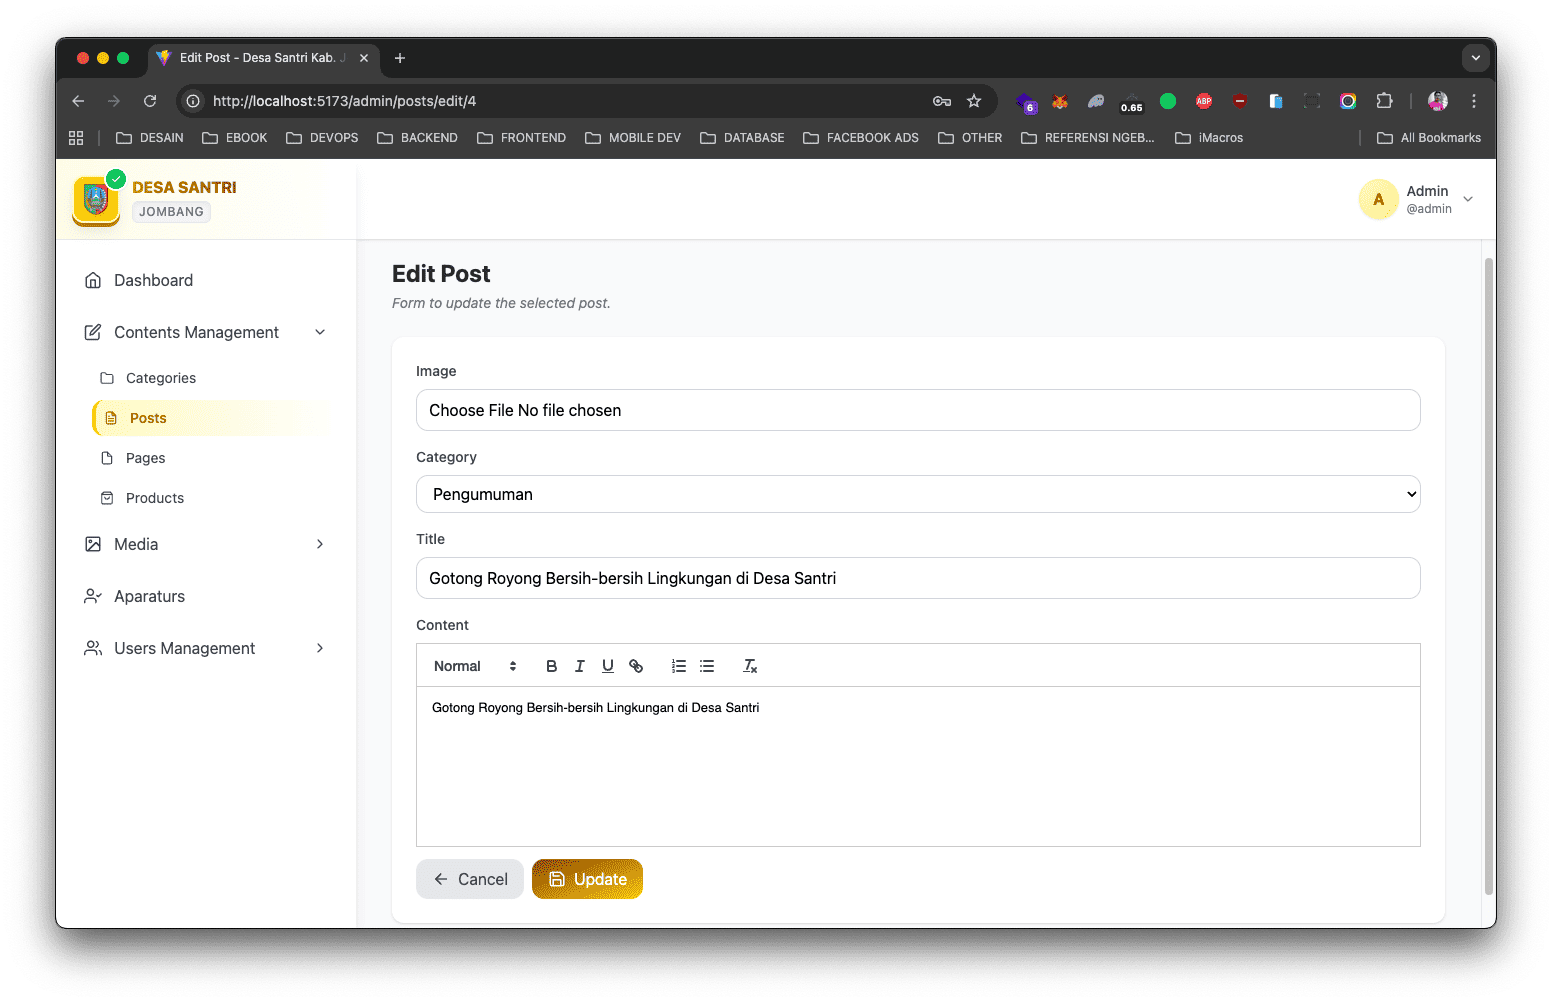 Edit Post - Desa Santri Kab. J
http://localhost:5173/admin/posts/edit/4
6
0.65
ABP
DESAIN
EBOOK
DEVOPS
BACKEND
FRONTEND
MOBILE DEV
DATABASE
FACEBOOK ADS
OTHER
REFERENSI NGEB...
iMacros
All Bookmarks
DESA SANTRI
JOMBANG
A
Admin
@admin
Dashboard
Contents Management
Categories
Posts
Pages
Products
Media
Aparaturs
Users Management
Edit Post
Form to update the selected post.
Image
Choose File No file chosen
Category
Pengumuman
Title
Gotong Royong Bersih-bersih Lingkungan di Desa Santri
Content
Normal
Gotong Royong Bersih-bersih Lingkungan di Desa Santri
Cancel
Update